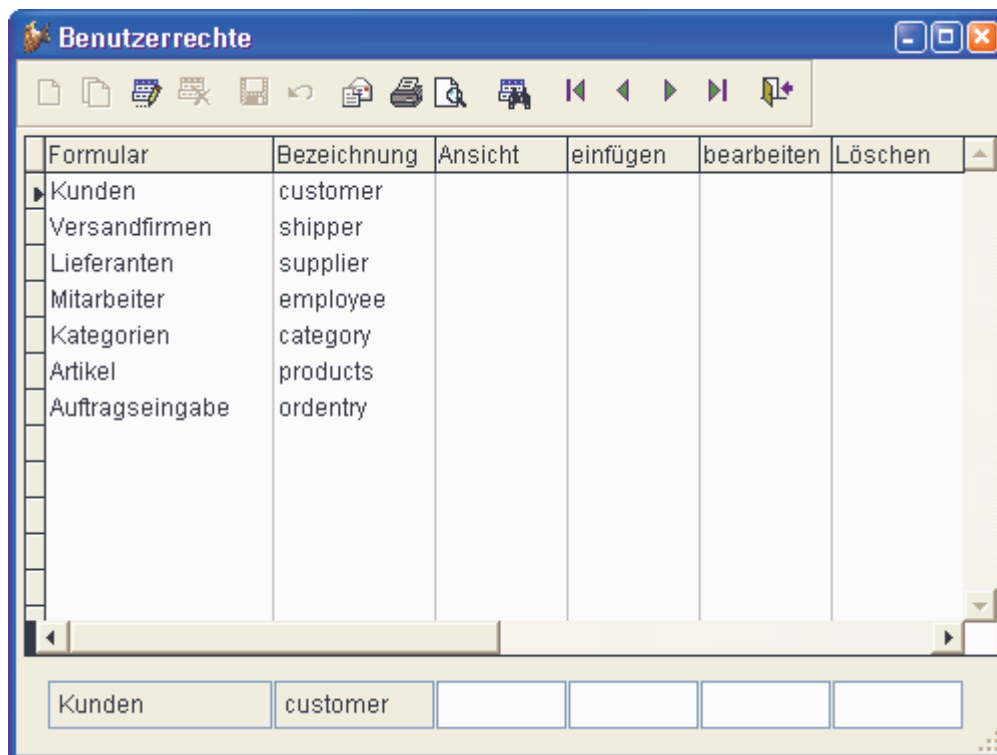 Benutzerrechte
Formular Bezeichnung Ansicht einfügen bearbeiten Löschen
Kunden customer
Versandfirmen shipper
Lieferanten supplier
Mitarbeiter employee
Kategorien category
Artikel products
Auftragseingabe ordentry
Kunden customer